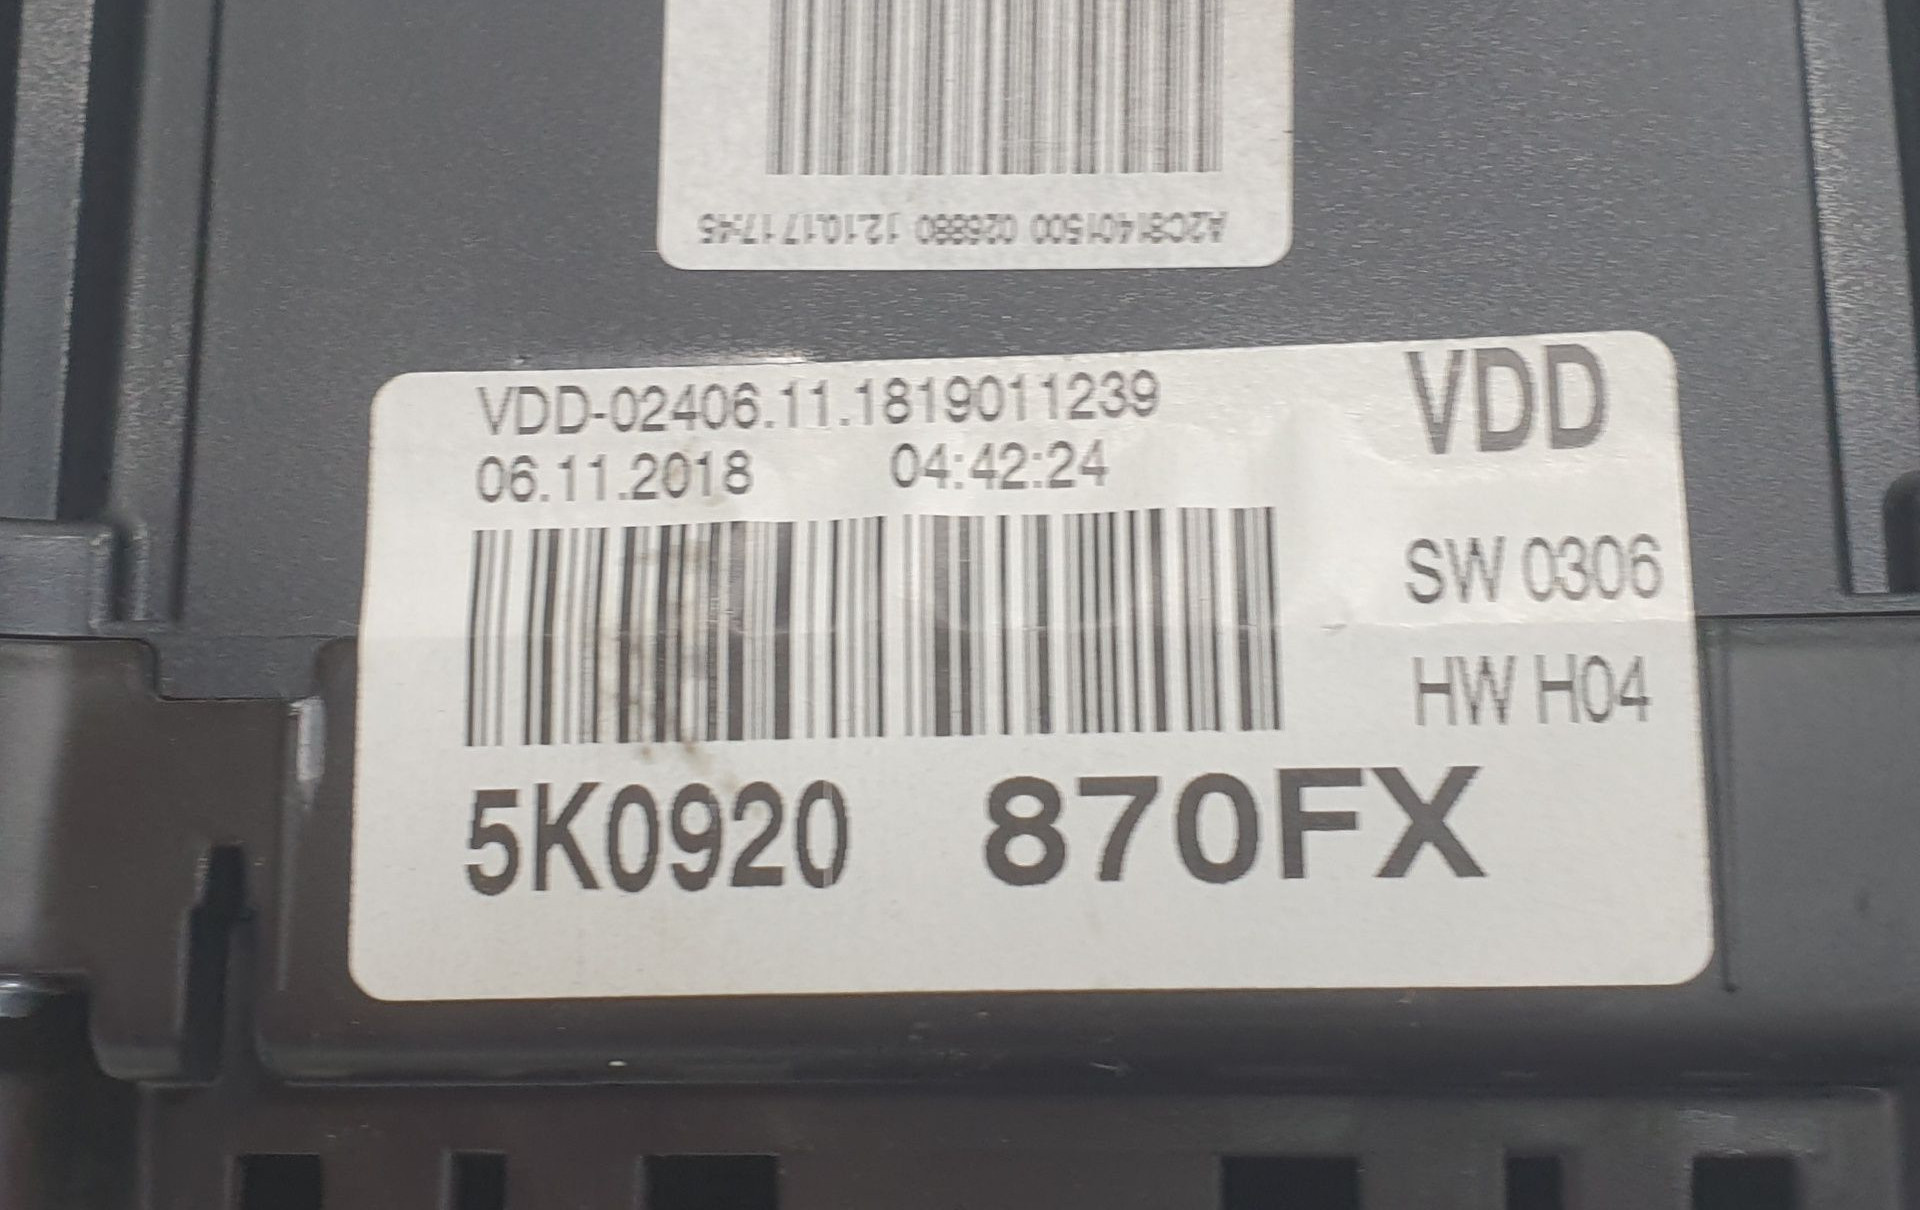 A2C81401500 026880 12.10.17 17:45
VDD-02406.11.1819011239
VDD
06.11.2018 04:42:24
SW 0306
HW H04
5K0920 870FX